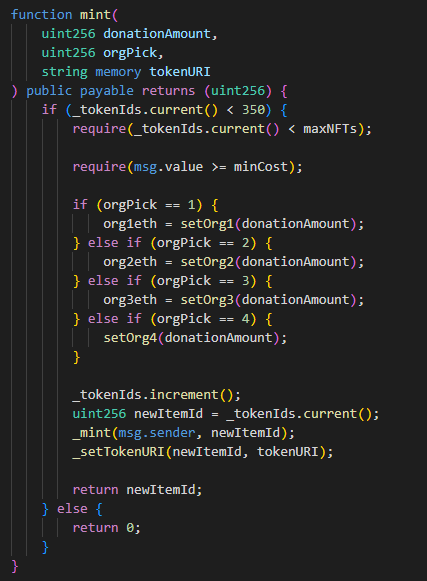 function mint(
uint256 donationAmount,
uint256 orgPick,
string memory tokenURI
) public payable returns (uint256) {
if (_tokenIds.current() < 350) {
require(_tokenIds.current() < maxNFTs);
require(msg.value >= minCost);
if (orgPick == 1) {
org1eth = setOrg1(donationAmount);
} else if (orgPick == 2) {
org2eth = setOrg2(donationAmount);
} else if (orgPick == 3) {
org3eth = setOrg3(donationAmount);
} else if (orgPick == 4) {
setOrg4(donationAmount);
}
_tokenIds.increment();
uint256 newItemId = _tokenIds.current();
_mint(msg.sender, newItemId);
_setTokenURI(newItemId, tokenURI);
return newItemId;
} else {
return 0;
}
}